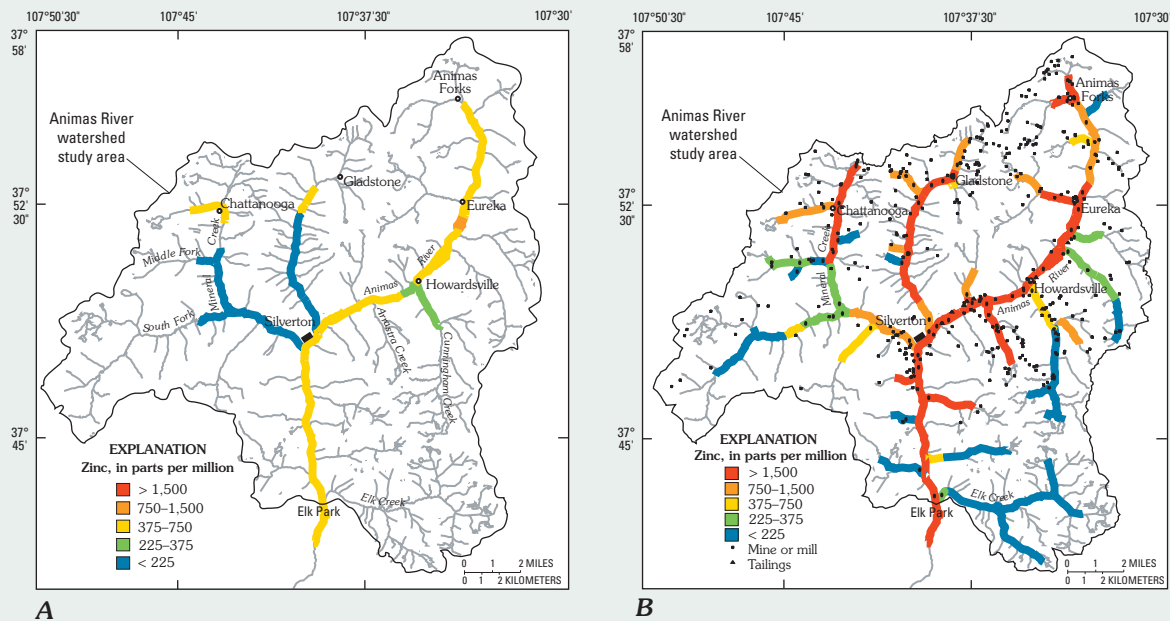 107°50'30"
107°45'
107°37'30"
107°30'
37°
58'
37°
52'
30"
37°
45'
Animas River
watershed
study area
Animas
Forks
Gladstone
Eureka
Chattanooga
Creek
Middle Fork
Mineral
South Fork
River
Howardsville
Animas
Silverton
Arrastra Creek
Cunningham Creek
Elk Creek
Elk Park
EXPLANATION
Zinc, in parts per million
> 1,500
750–1,500
375–750
225–375
< 225
0 1 2 MILES
0 1 2 KILOMETERS
A
107°50'30"
107°45'
107°37'30"
107°30'
37°
58'
37°
52'
30"
37°
45'
Animas River
watershed
study area
Animas
Forks
Gladstone
Eureka
Chattanooga
Creek
Mineral
River
Howardsville
Animas
Silverton
Elk Creek
Elk Park
EXPLANATION
Zinc, in parts per million
> 1,500
750–1,500
375–750
225–375
< 225
Mine or mill
Tailings
0 1 2 MILES
0 1 2 KILOMETERS
B